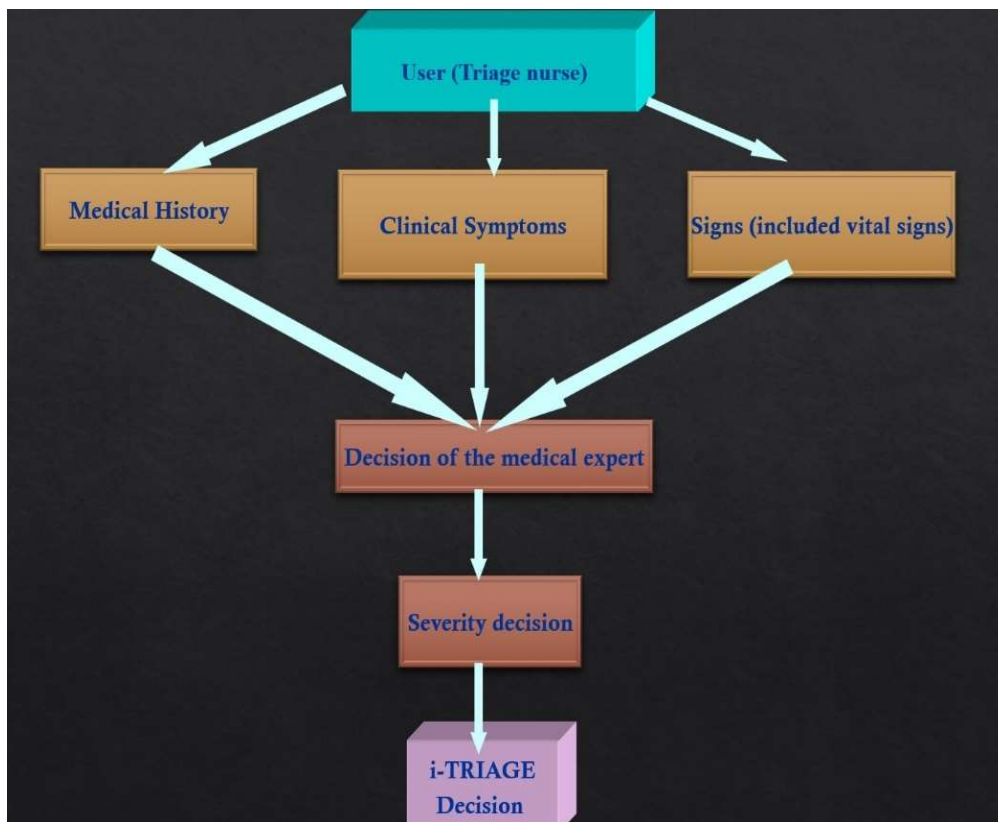 User (Triage nurse)
Medical History
Clinical Symptoms
Signs (included vital signs)
Decision of the medical expert
Severity decision
i-TRIAGE
Decision